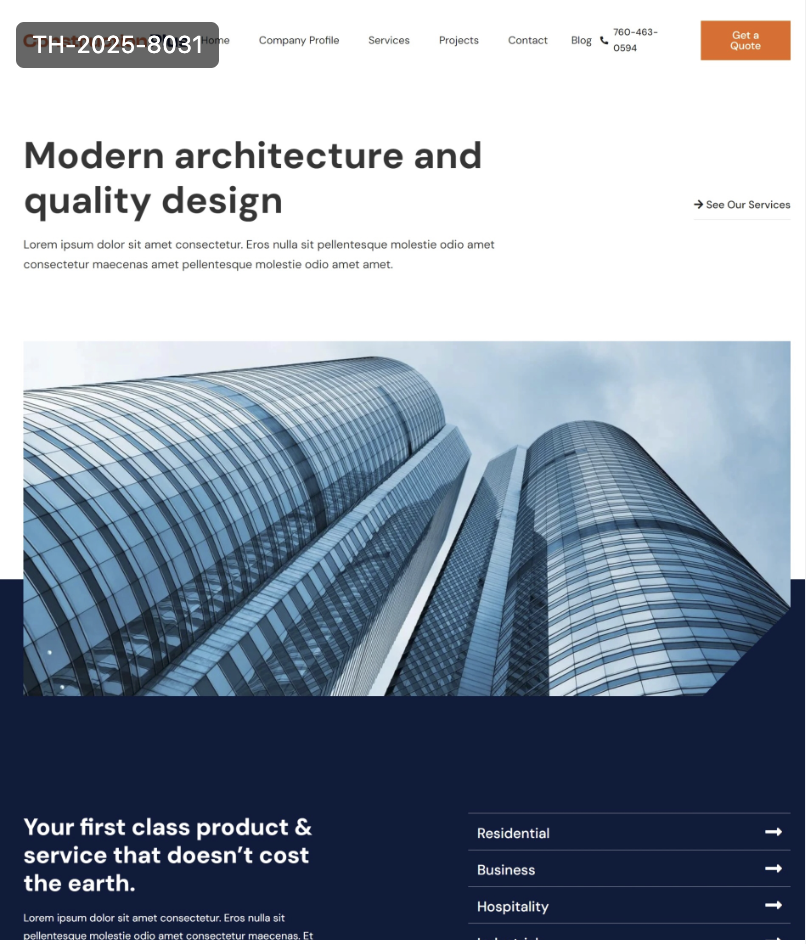 TH-2025-8031
Home
Company Profile
Services
Projects
Contact
Blog
760-463-
0594
Get a
Quote
Modern architecture and
quality design
See Our Services
Lorem ipsum dolor sit amet consectetur. Eros nulla sit pellentesque molestie odio amet
consectetur maecenas amet pellentesque molestie odio amet amet.
Your first class product &
service that doesn’t cost
the earth.
Lorem ipsum dolor sit amet consectetur. Eros nulla sit
pellentesque molestie odio amet consectetur maecenas. Et
Residential
Business
Hospitality